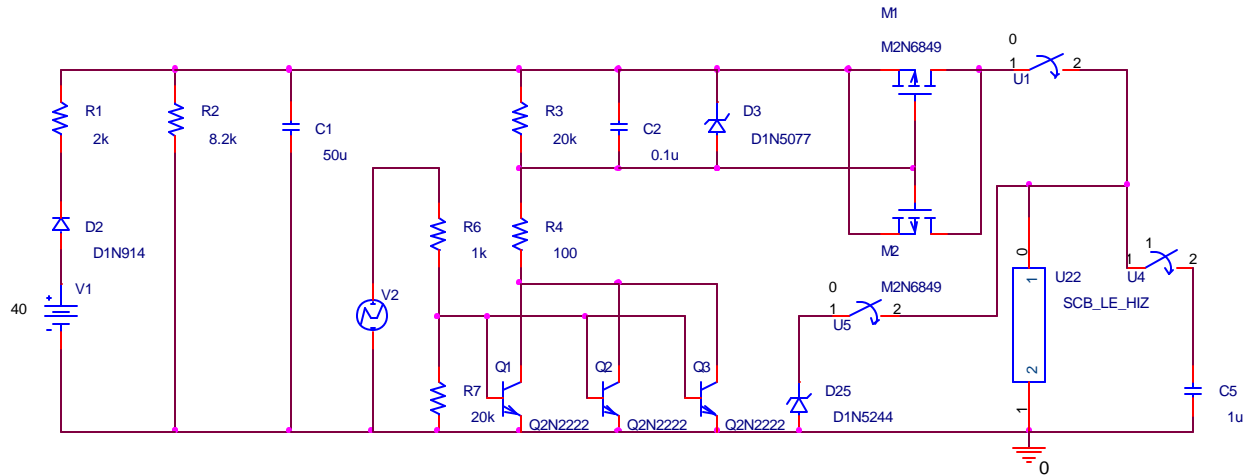 M1
M2N6849
0
1
2
U1
R1
2k
R2
8.2k
C1
50u
R3
20k
C2
0.1u
D3
D1N5077
D2
D1N914
R6
1k
R4
100
M2
M2N6849
40
+
V1
-
V2
0
1
2
U5
0
1
U22
SCB_LE_HIZ
2
1
1
1
2
U4
R7
20k
Q1
Q2
Q3
Q2N2222
Q2N2222
Q2N2222
D25
D1N5244
C5
1u
0